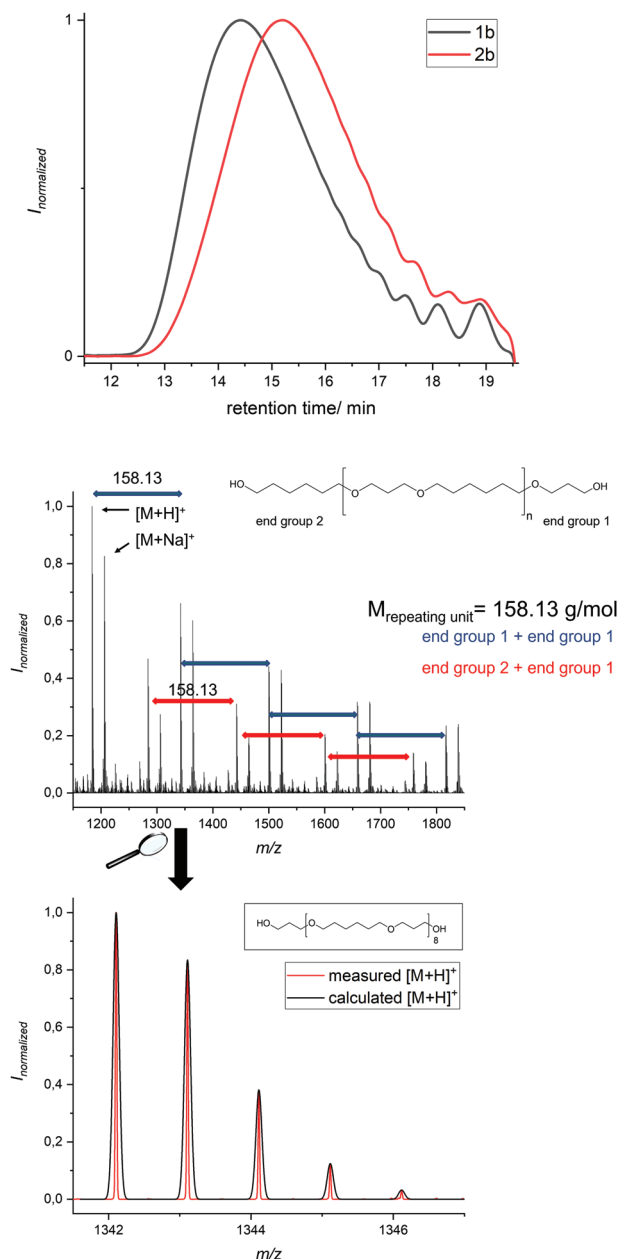 1
1b
2b
I normalized
0
12 13 14 15 16 17 18 19
retention time/ min
158.13
HO O O O OH
n
end group 2 end group 1
1,0
[M+H]+
[M+Na]+
0,8
M repeating unit = 158.13 g/mol
0,6
end group 1 + end group 1
I normalized
0,4
158.13
end group 2 + end group 1
0,2
0,0
1200 1300 1400 1500 1600 1700 1800
m/z
1,0
HO O O OH
8
0,8
measured [M+H]+
calculated [M+H]+
0,6
I normalized
0,4
0,2
0,0
1342 1344 1346
m/z